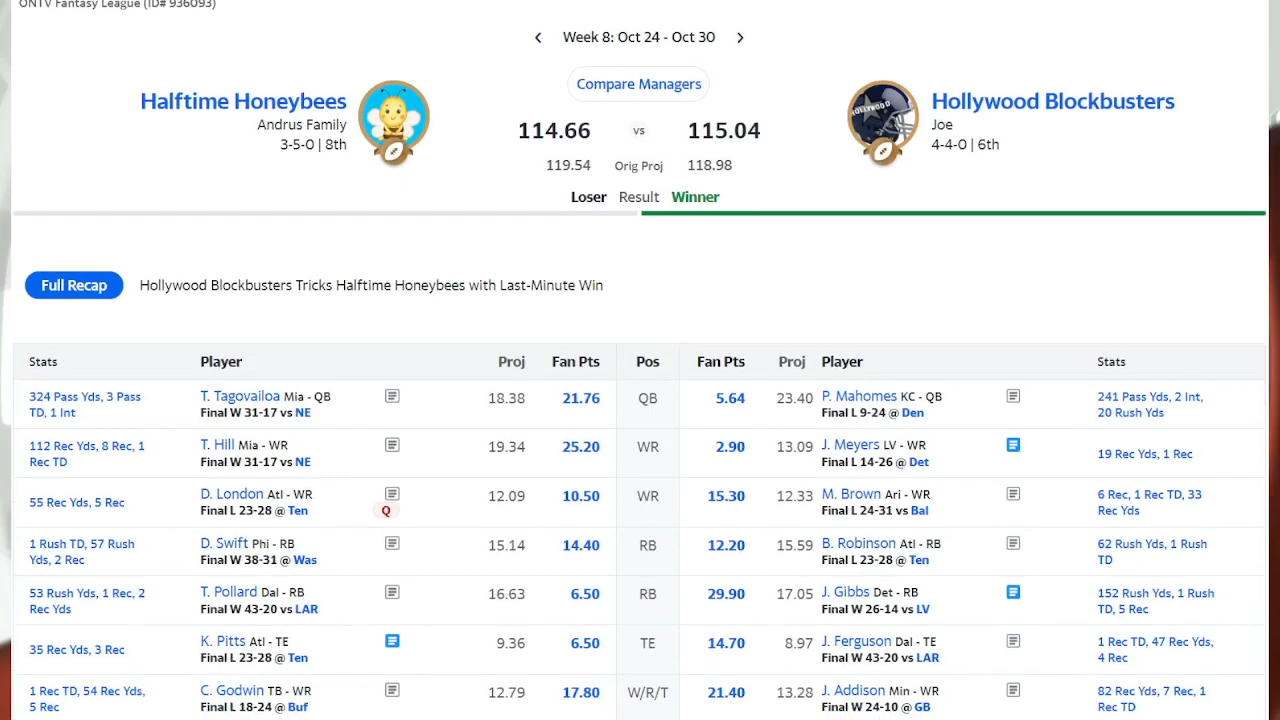 ONTV Fantasy League (ID# 936093)
Week 8: Oct 24 - Oct 30
Compare Managers
Halftime Honeybees
Andrus Family
3-5-0 | 8th
114.66 vs 115.04
119.54 Orig Proj 118.98
Loser Result Winner
HOLLYWOOD
Hollywood Blockbusters
Joe
4-4-0 | 6th
Full Recap Hollywood Blockbusters Tricks Halftime Honeybees with Last-Minute Win
Stats Player Proj Fan Pts Pos Fan Pts Proj Player Stats
324 Pass Yds, 3 Pass T. Tagovailoa Mia - QB 18.38 21.76 QB 5.64 23.40 P. Mahomes KC - QB 241 Pass Yds, 2 Int,
TD, 1 Int Final W 31-17 vs NE Final L 9-24 @ Den 20 Rush Yds
112 Rec Yds, 8 Rec, 1 T. Hill Mia - WR 19.34 25.20 WR 2.90 13.09 J. Meyers LV - WR 19 Rec Yds, 1 Rec
Rec TD Final W 31-17 vs NE Final L 14-26 @ Det
55 Rec Yds, 5 Rec D. London Atl - WR 12.09 10.50 WR 15.30 12.33 M. Brown Ari - WR 6 Rec, 1 Rec TD, 33
Final L 23-28 @ Ten Q Final L 24-31 vs Bal Rec Yds
1 Rush TD, 57 Rush D. Swift Phi - RB 15.14 14.40 RB 12.20 15.59 B. Robinson Atl - RB 62 Rush Yds, 1 Rush
Yds, 2 Rec Final W 38-31 @ Was Final L 23-28 @ Ten TD
53 Rush Yds, 1 Rec, 2 T. Pollard Dal - RB 16.63 6.50 RB 29.90 17.05 J. Gibbs Det - RB 152 Rush Yds, 1 Rush
Rec Yds Final W 43-20 vs LAR Final W 26-14 vs LV TD, 5 Rec
35 Rec Yds, 3 Rec K. Pitts Atl - TE 9.36 6.50 TE 14.70 8.97 J. Ferguson Dal - TE 1 Rec TD, 47 Rec Yds,
Final L 23-28 @ Ten Final W 43-20 vs LAR 4 Rec
1 Rec TD, 54 Rec Yds, C. Godwin TB - WR 12.79 17.80 W/R/T 21.40 13.28 J. Addison Min - WR 82 Rec Yds, 7 Rec, 1
5 Rec Final L 18-24 @ Buf Final W 24-10 @ GB Rec TD